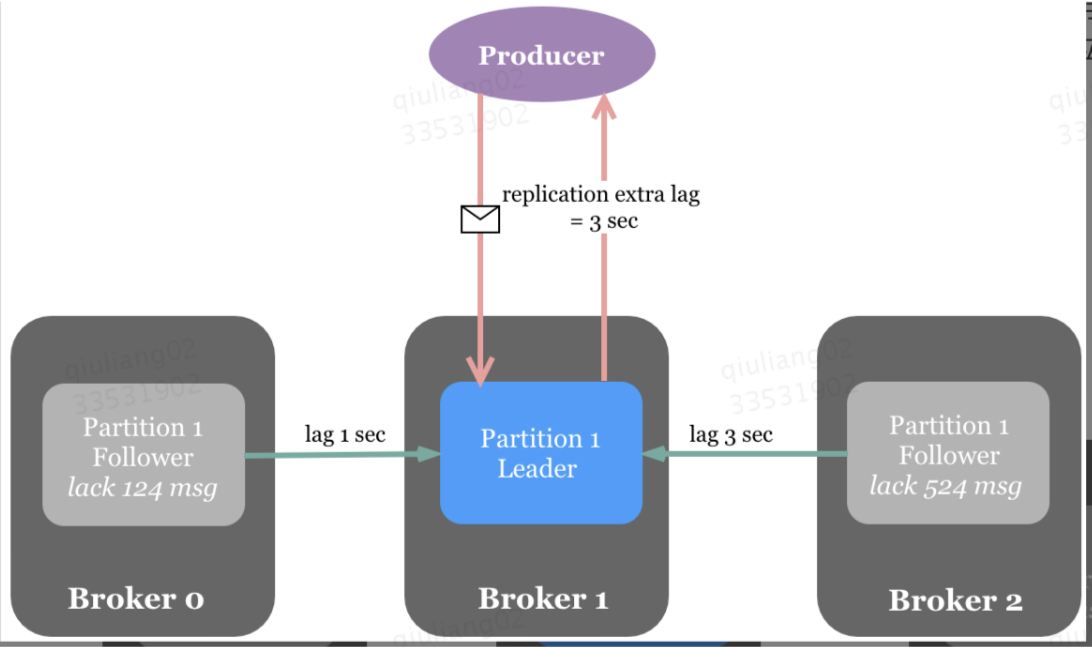 Producer
qiuliang02
33531902
replication extra lag
= 3 sec
qiuliang02
33531902
qiuliang02
33531902
Partition 1
Follower
lack 124 msg
lag 1 sec
Partition 1
Leader
lag 3 sec
Partition 1
Follower
lack 524 msg
Broker 0
Broker 1
Broker 2
qiuliang02